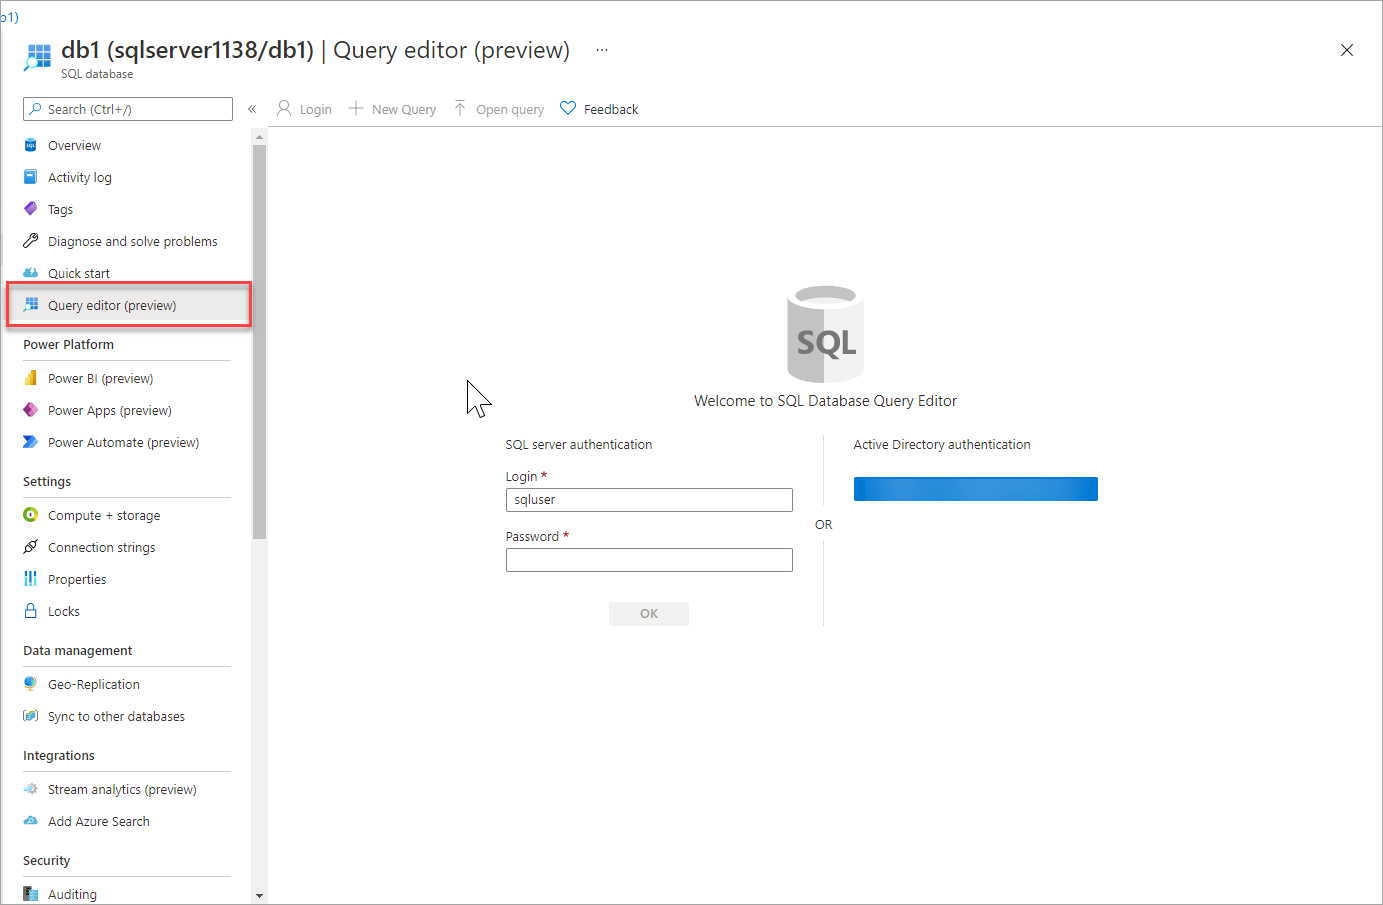 b1)
db1 (sqlserver1138/db1) | Query editor (preview) ...
SQL database
Search (Ctrl+/)
«
Login
New Query
Open query
Feedback
Overview
Activity log
Tags
Diagnose and solve problems
Quick start
Query editor (preview)
Power Platform
Power BI (preview)
Power Apps (preview)
Power Automate (preview)
Settings
Compute + storage
Connection strings
Properties
Locks
Data management
Geo-Replication
Sync to other databases
Integrations
Stream analytics (preview)
Add Azure Search
Security
Auditing
SQL
Welcome to SQL Database Query Editor
SQL server authentication
Login *
sqluser
Password *
OK
OR
Active Directory authentication